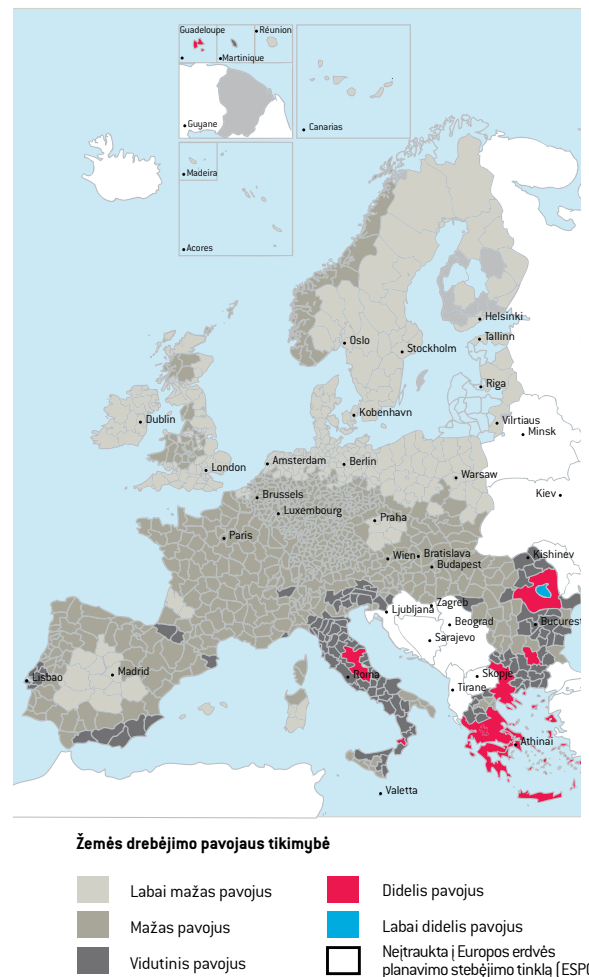 Guadeloupe
Réunion
Martinique
Guyane
Canarias
Madeira
Acores
Helsinki
Oslo
Tallinn
Stockholm
Riga
Dublin
Kobenhavn
Vilrtiaus
Minsk
London
Amsterdam
Berlin
Warsaw
Brussels
Kiev
Luxembourg
Praha
Paris
Wien
Bratislava
Kishinev
Budapest
Zagreb
Ljubljana
Beograd
Bucurest
Sarajevo
Madrid
Skopje
Lisbao
Roina
Tirane
Athinai
Valetta
Žemės drebėjimo pavojaus tikimybė
Labai mažas pavojus
Didelis pavojus
Mažas pavojus
Labai didelis pavojus
Vidutinis pavojus
Neįtraukta į Europos erdvės
planavimo stebėjimo tinklą (ESPO